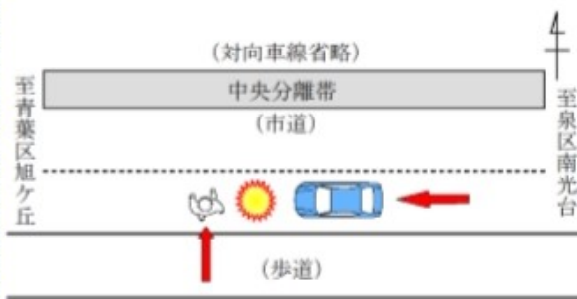 (対向車線省略)
中央分離帯
(市道)
至青葉区旭ケ丘
至泉区南光台
(歩道)